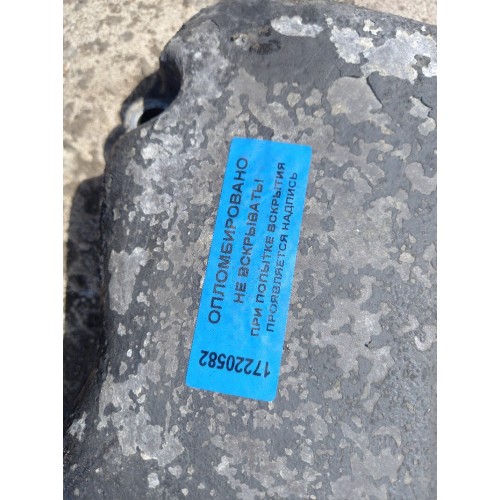 ОПЛОМБИРОВАНО
НЕ ВСКРЫВАТЬ!
ПРИ ПОПЫТКЕ ВСКРЫТИЯ
ПРОЯВЛЯЕТСЯ НАДПИСЬ
17220582